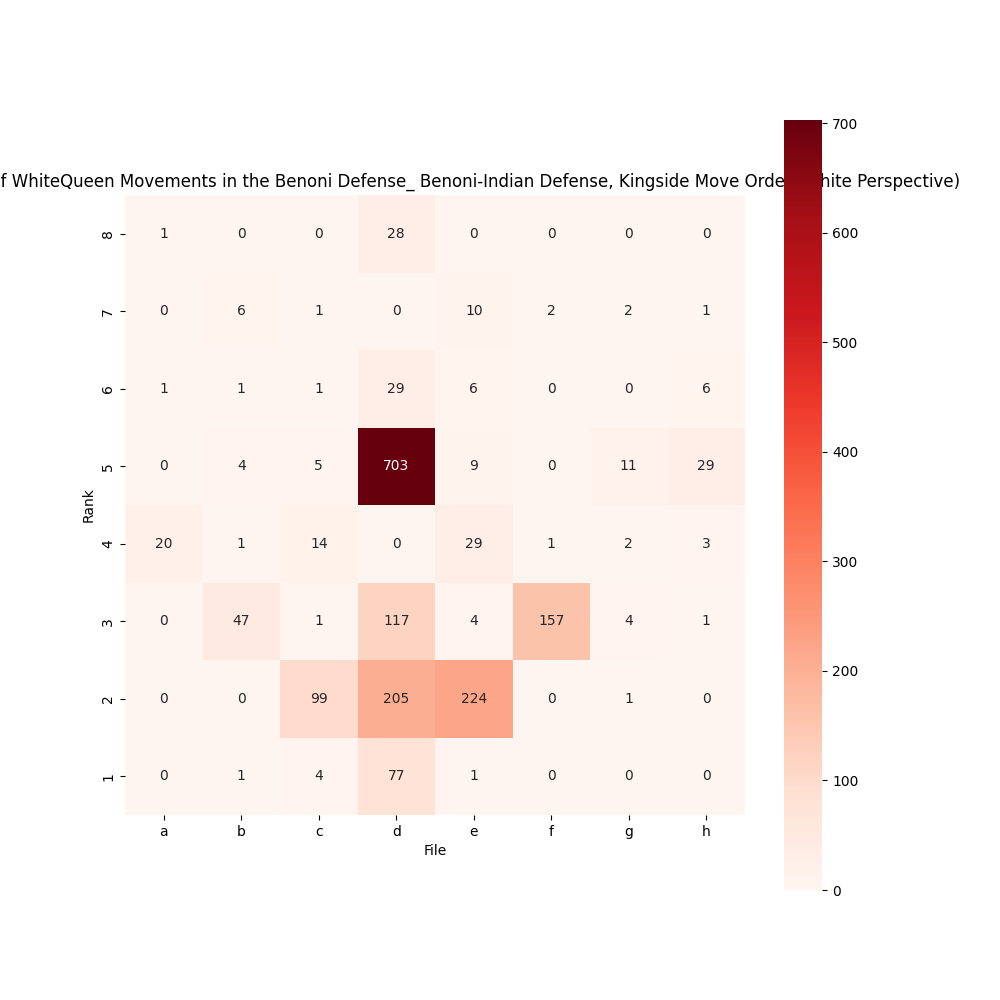 f WhiteQueen Movements in the Benoni Defense_ Benoni-Indian Defense, Kingside Move Orde hite Perspective)
Rank
8 1 0 0 28 0 0 0 0
7 0 6 1 0 10 2 2 1
6 1 1 1 29 6 0 0 6
5 0 4 5 703 9 0 11 29
4 20 1 14 0 29 1 2 3
3 0 47 1 117 4 157 4 1
2 0 0 99 205 224 0 1 0
1 0 1 4 77 1 0 0 0
a b c d e f g h
File
700
600
500
400
300
200
100
0